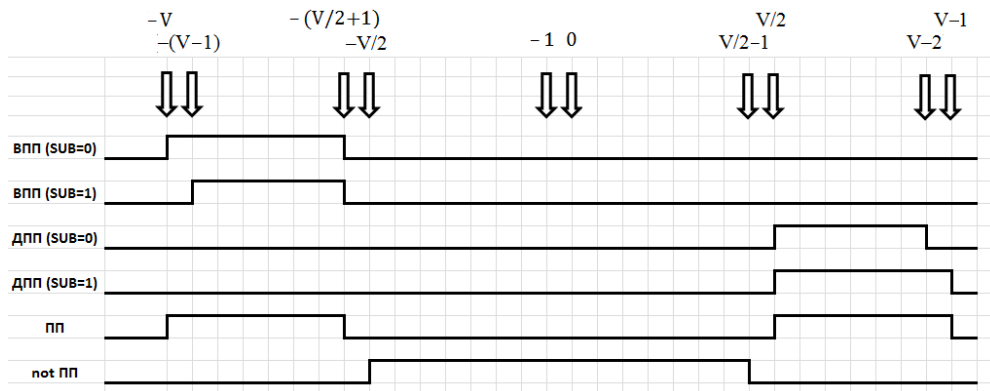 −V − (V/2+1) V/2 V−1
−(V−1) −V/2 − 1 0 V/2−1 V−2
ВПП (SUB=0)
ВПП (SUB=1)
ДПП (SUB=0)
ДПП (SUB=1)
ПП
not ПП